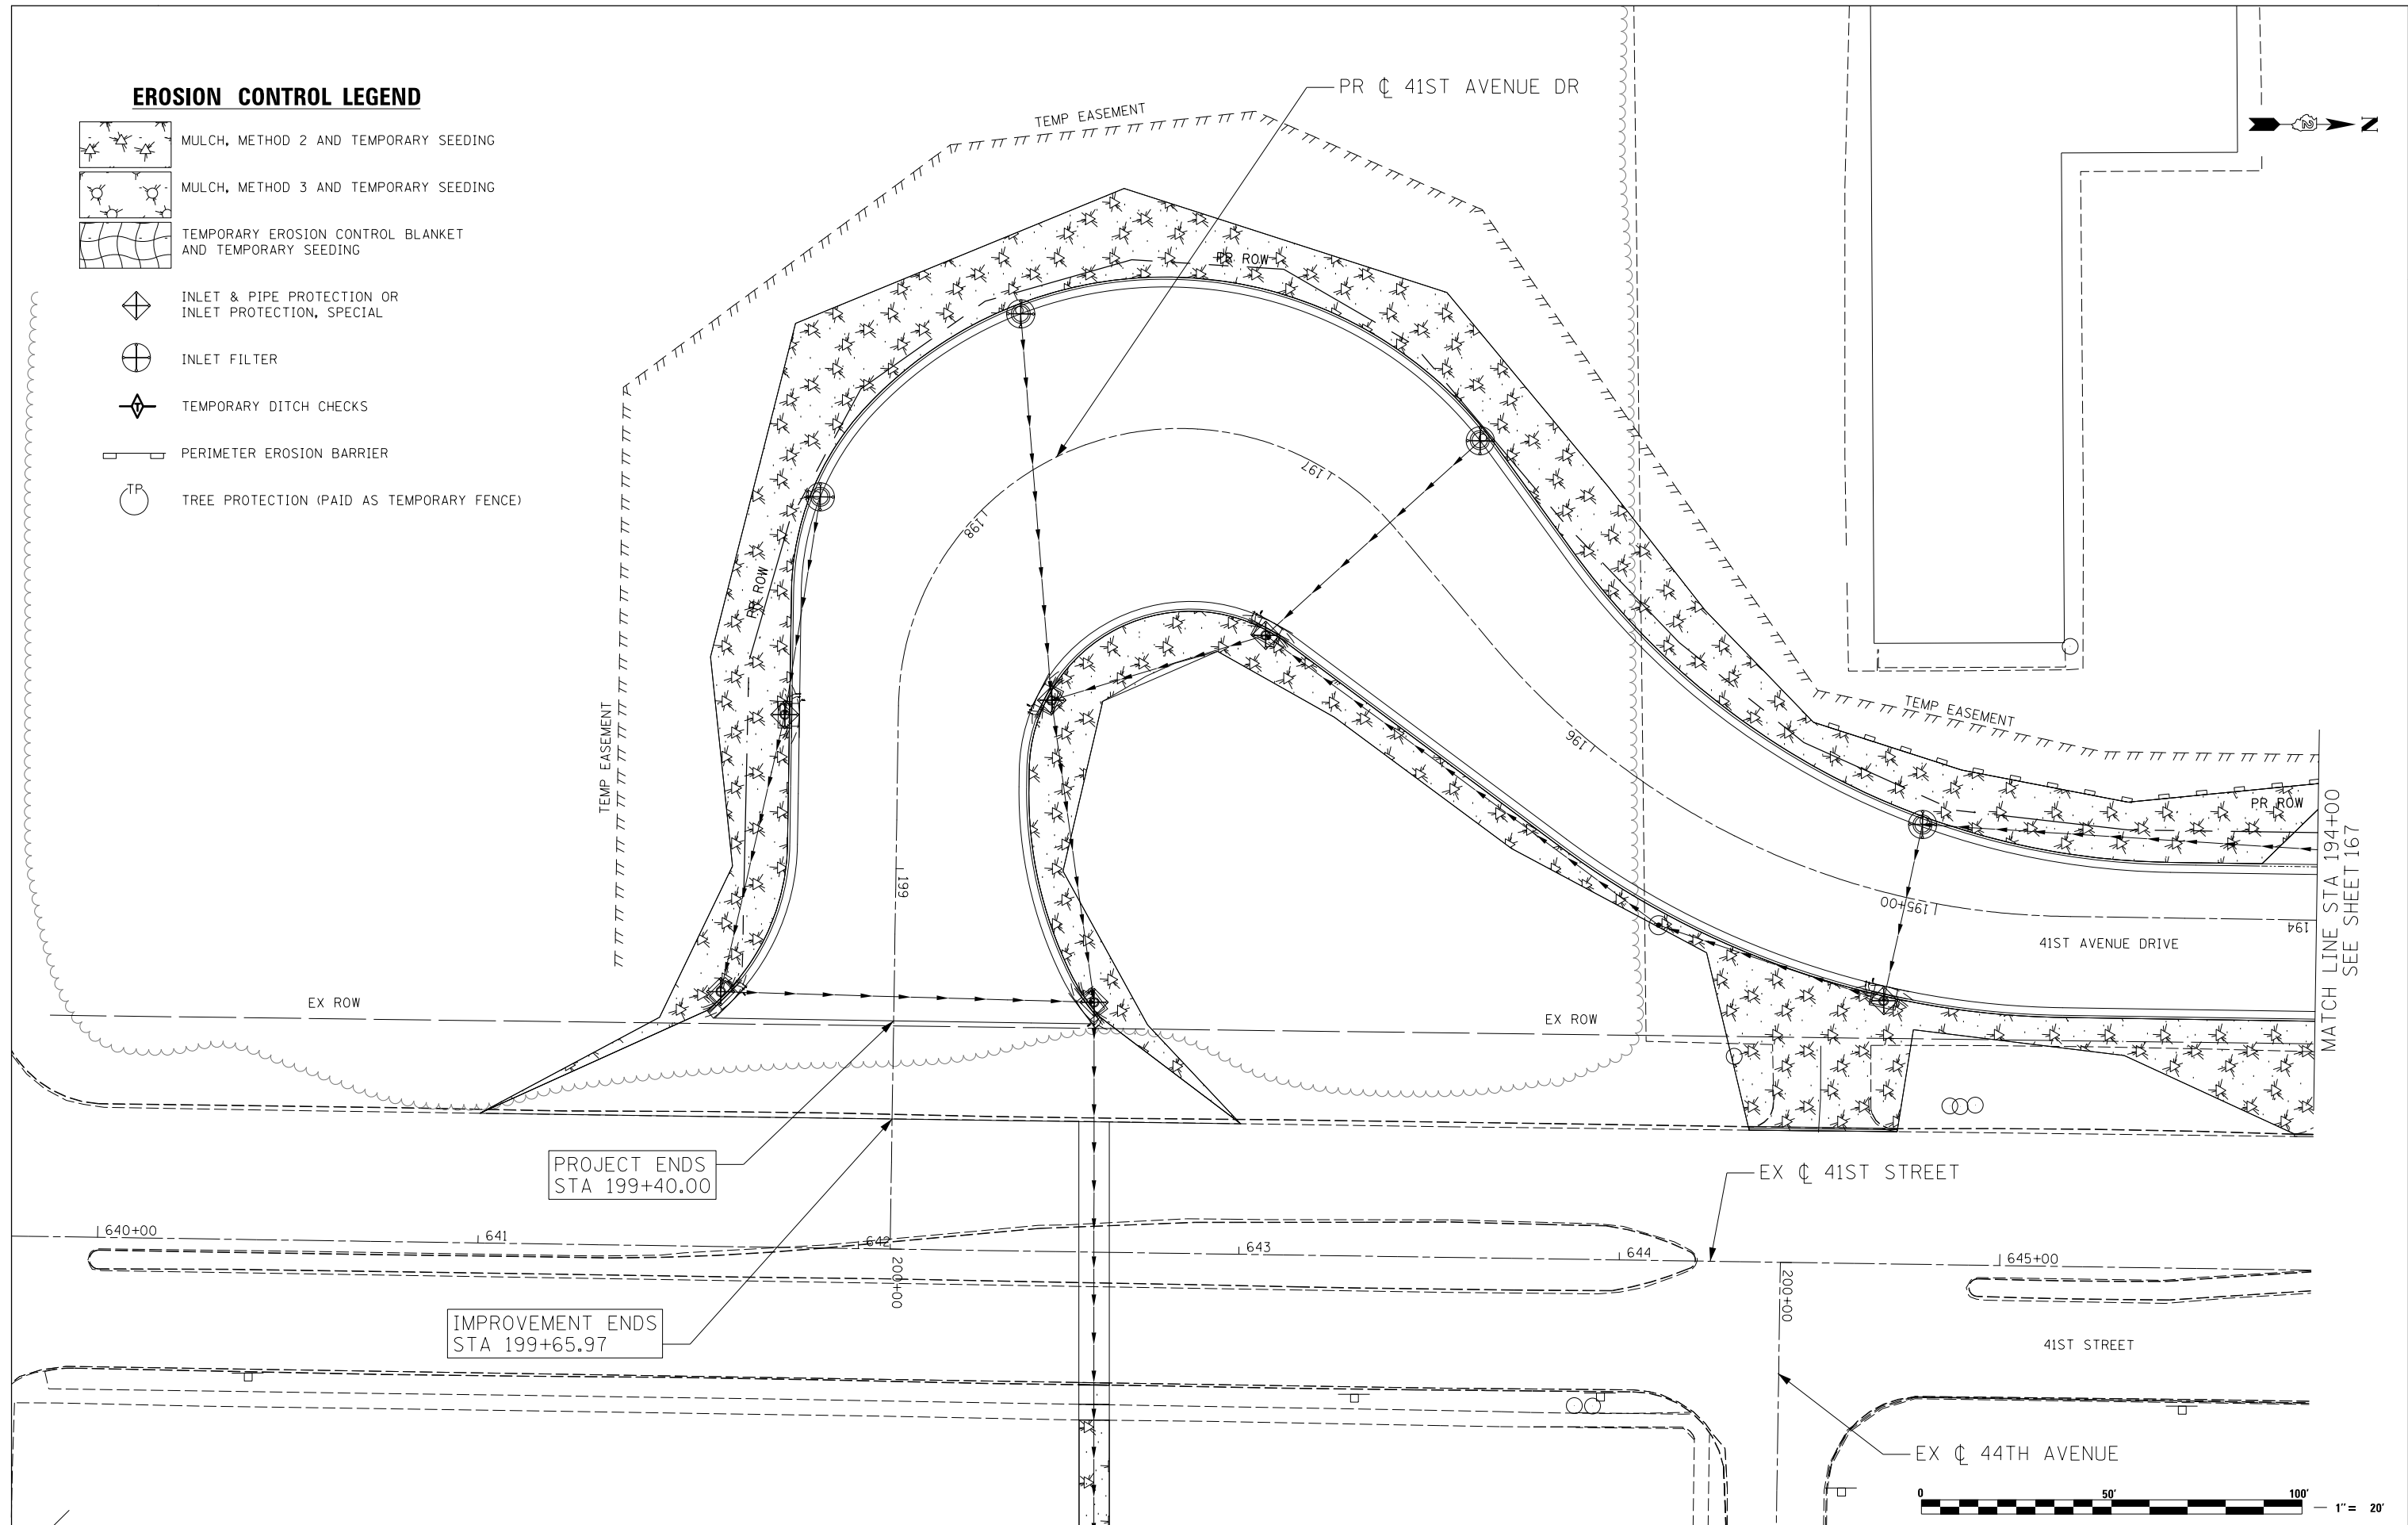 EROSION CONTROL LEGEND
MULCH, METHOD 2 AND TEMPORARY SEEDING
MULCH, METHOD 3 AND TEMPORARY SEEDING
TEMPORARY EROSION CONTROL BLANKET
AND TEMPORARY SEEDING
INLET & PIPE PROTECTION OR
INLET PROTECTION, SPECIAL
INLET FILTER
T
TEMPORARY DITCH CHECKS
PERIMETER EROSION BARRIER
TP
TREE PROTECTION (PAID AS TEMPORARY FENCE)
PR ℄ 41ST AVENUE DR
TEMP EASEMENT
N
PR ROW
197
198
PR ROW
TEMP EASEMENT
196
TEMP EASEMENT
PR ROW
199
195+00
194
41ST AVENUE DRIVE
MATCH LINE STA 194+00
SEE SHEET 167
EX ROW
EX ROW
PROJECT ENDS
STA 199+40.00
EX ℄ 41ST STREET
640+00
641
642
643
644
645+00
200+00
200+00
IMPROVEMENT ENDS
STA 199+65.97
41ST STREET
EX ℄ 44TH AVENUE
0
50'
100'
1"= 20'